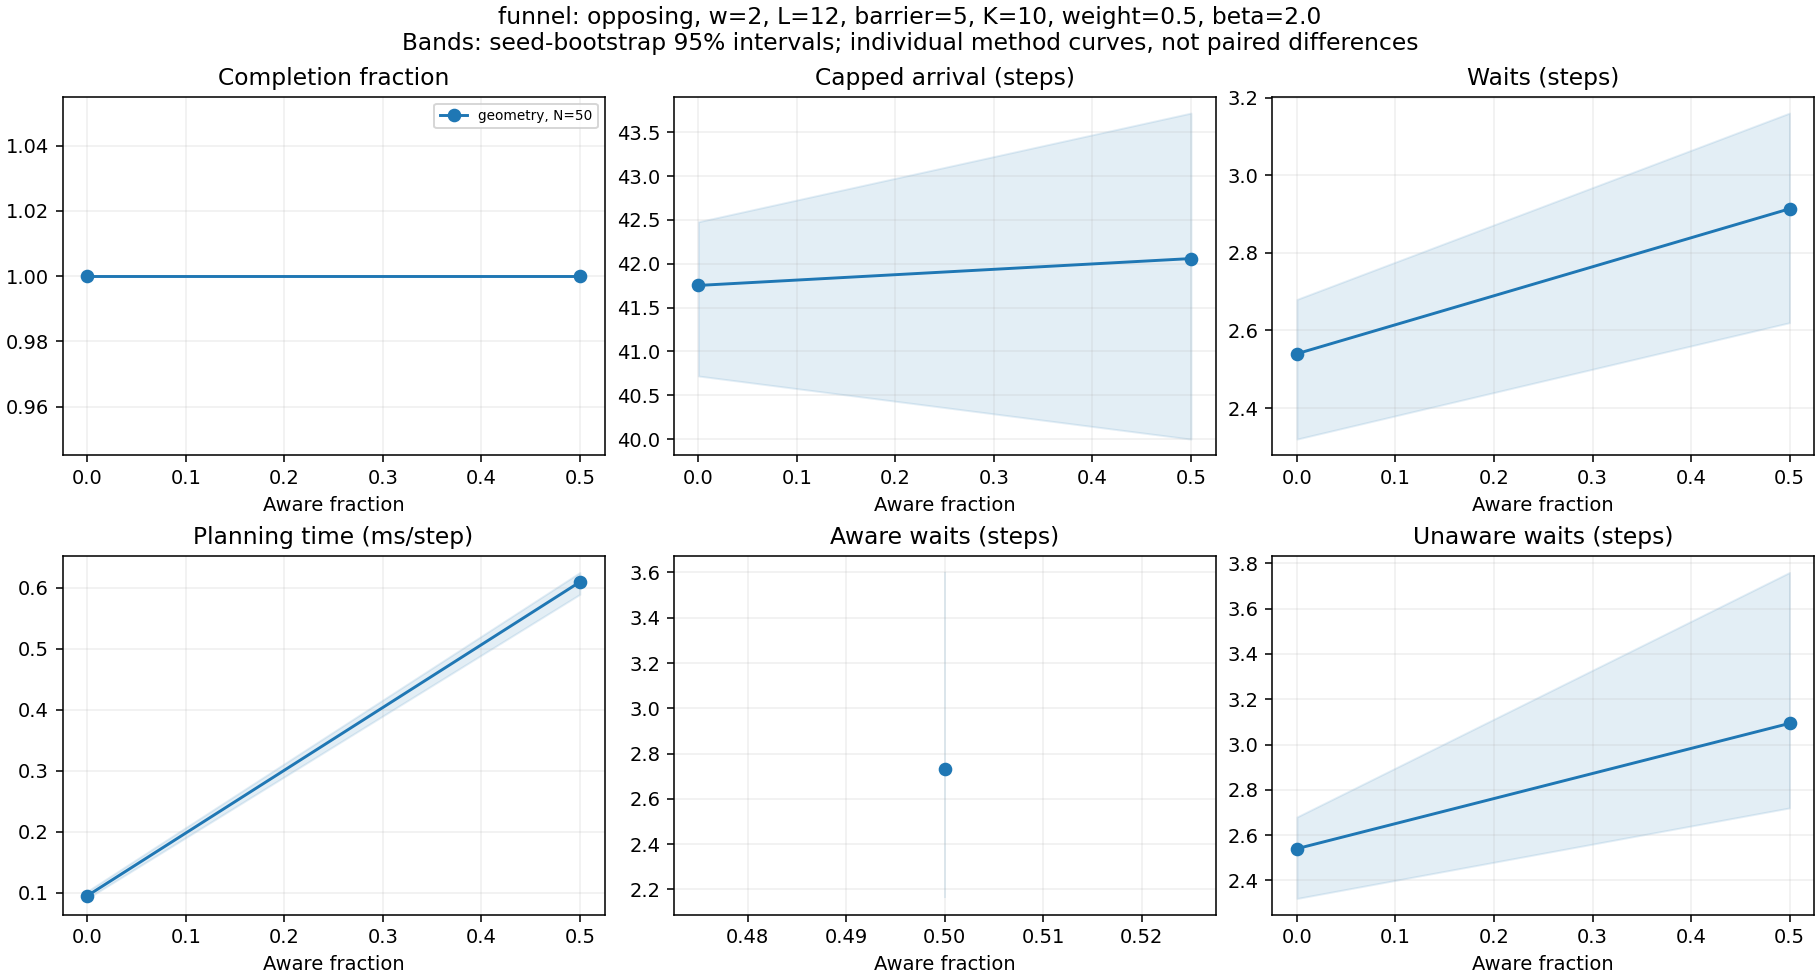 funnel: opposing, w=2, L=12, barrier=5, K=10, weight=0.5, beta=2.0
Bands: seed-bootstrap 95% intervals; individual method curves, not paired differences
Completion fraction
geometry, N=50
1.04
1.02
1.00
0.98
0.96
0.0 0.1 0.2 0.3 0.4 0.5
Aware fraction
Capped arrival (steps)
43.5
43.0
42.5
42.0
41.5
41.0
40.5
40.0
0.0 0.1 0.2 0.3 0.4 0.5
Aware fraction
Waits (steps)
3.2
3.0
2.8
2.6
2.4
0.0 0.1 0.2 0.3 0.4 0.5
Aware fraction
Planning time (ms/step)
0.6
0.5
0.4
0.3
0.2
0.1
0.0 0.1 0.2 0.3 0.4 0.5
Aware fraction
Aware waits (steps)
3.6
3.4
3.2
3.0
2.8
2.6
2.4
2.2
0.48 0.49 0.50 0.51 0.52
Aware fraction
Unaware waits (steps)
3.8
3.6
3.4
3.2
3.0
2.8
2.6
2.4
0.0 0.1 0.2 0.3 0.4 0.5
Aware fraction